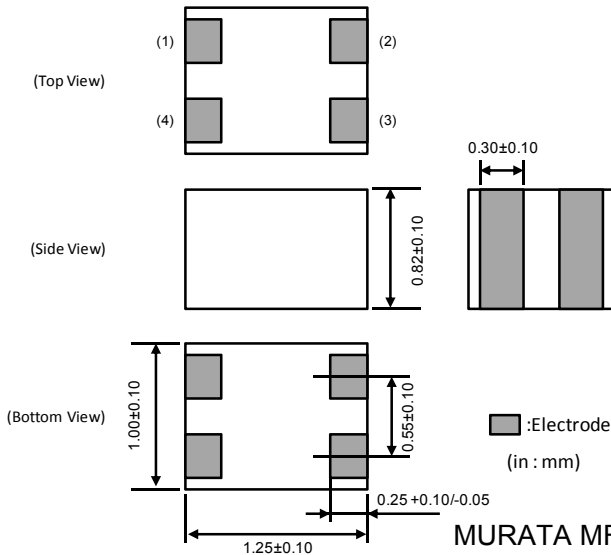 (1)
(2)
(Top View)
(4)
(3)
0.30±0.10
(Side View)
0.82±0.10
(Bottom View)
1.00±0.10
0.55±0.10
:Electrode
(in : mm)
0.25 +0.10/-0.05
1.25±0.10